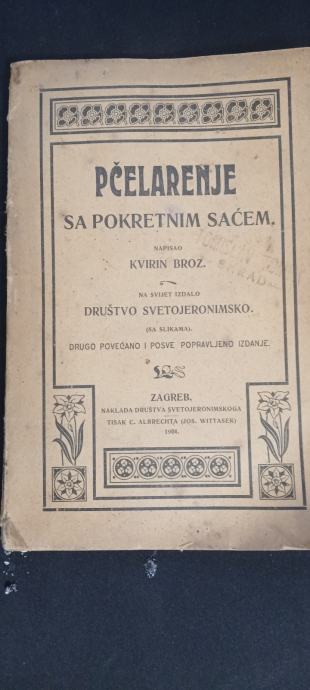 PČELARENJE
SA POKRETNIM SAĆEM.
NAPISAO
KVIRIN BROZ.
NA SVIJET IZDALO
DRUŠTVO SVETOJERONIMSKO.
(SA SLIKAMA).
DRUGO POVEĆANO I POSVE POPRAVLJENO IZDANJE.
ZAGREB.
NAKLADA DRUŠTVA SVETOJERONIMSKOGA
TISAK C. ALBRECHTA (JOS. WITTASEK)